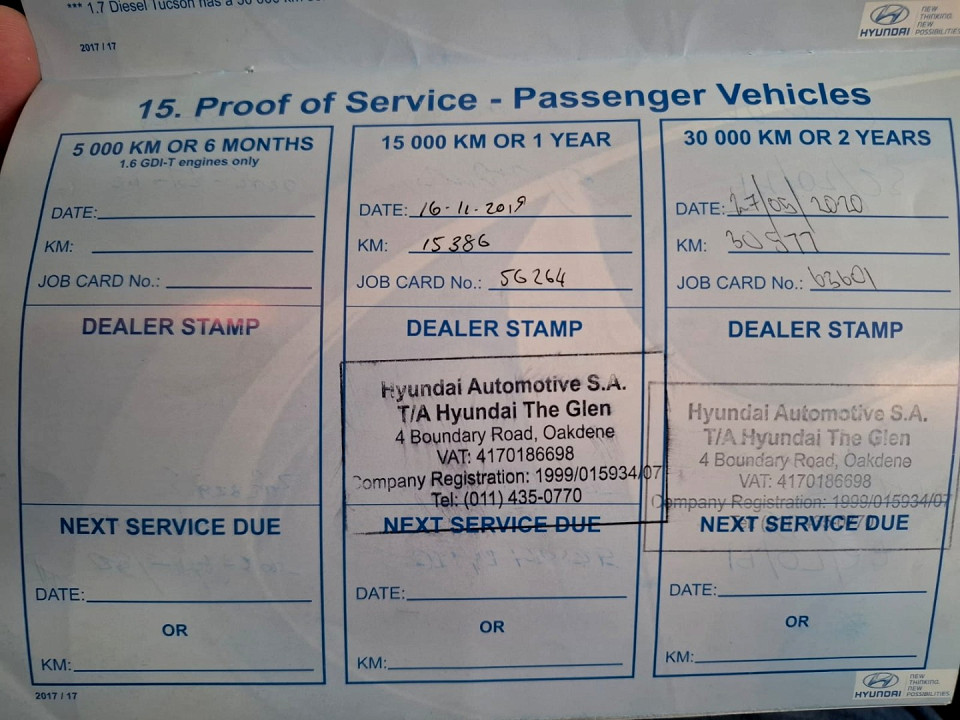 *** 1.7 Diesel Tucson has a 30 000 km
2017 / 17
HYUNDAI
NEW THINKING. NEW POSSIBILITIES
15. Proof of Service - Passenger Vehicles
5 000 KM OR 6 MONTHS
1.6 GDI-T engines only
DATE:
KM:
JOB CARD No.:
DEALER STAMP
NEXT SERVICE DUE
DATE:
OR
KM:
15 000 KM OR 1 YEAR
DATE: 16-11-2019
KM: 15386
JOB CARD No.: 56264
DEALER STAMP
Hyundai Automotive S.A.
T/A Hyundai The Glen
4 Boundary Road, Oakdene
VAT: 4170186698
Company Registration: 1999/015934/07
Tel: (011) 435-0770
NEXT SERVICE DUE
DATE:
OR
KM:
30 000 KM OR 2 YEARS
DATE: 27/05/2020
KM: 30977
JOB CARD No.: 63601
DEALER STAMP
Hyundai Automotive S.A.
T/A Hyundai The Glen
4 Boundary Road, Oakdene
VAT: 4170186698
Company Registration: 1999/015934/07
NEXT SERVICE DUE
DATE:
OR
KM:
2017 / 17
HYUNDAI
NEW THINKING. NEW POSSIBILITIES